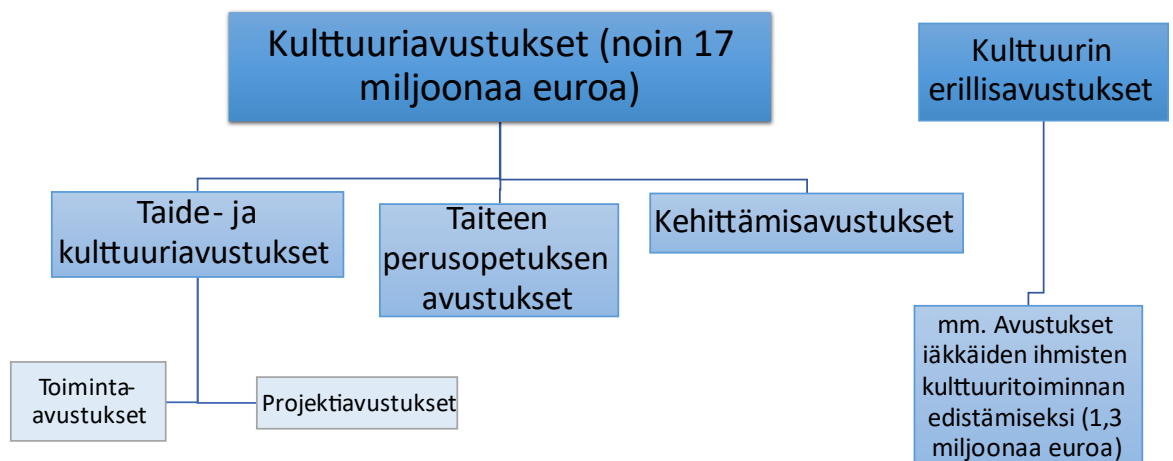 Kulttuuriavustukset (noin 17
miljoonaa euroa)
Kulttuurin
erillisavustukset
Taide- ja
kulttuuriavustukset
Taiteen
perusopetuksen
avustukset
Kehittämisavustukset
Toiminta-
avustukset
Projektiavustukset
mm. Avustukset
iäkkäiden ihmisten
kulttuuritoiminnan
edistämiseksi (1,3
miljoonaa euroa)